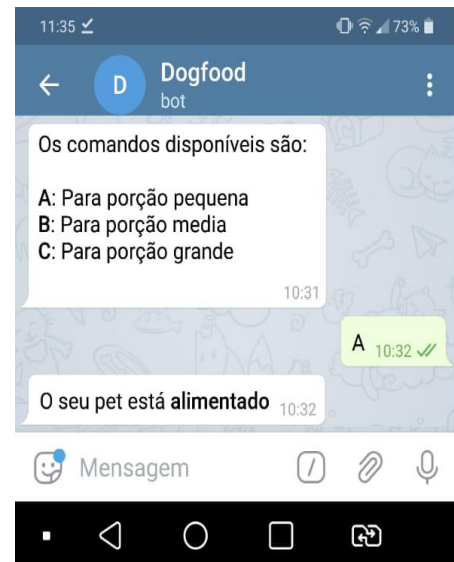 11:35 73%
D Dogfood
bot
Os comandos disponíveis são:
A: Para porção pequena
B: Para porção media
C: Para porção grande
10:31
A 10:32
O seu pet está alimentado 10:32
Mensagem /